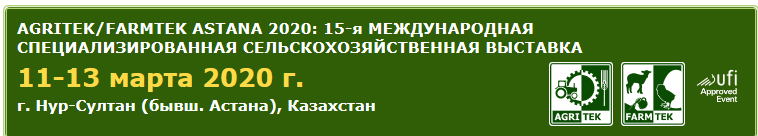 AGRITEK/FARMTEK ASTANA 2020: 15-я МЕЖДУНАРОДНАЯ
СПЕЦИАЛИЗИРОВАННАЯ СЕЛЬСКОХОЗЯЙСТВЕННАЯ ВЫСТАВКА
11-13 марта 2020 г.
г. Нур-Султан (бывш. Астана), Казахстан
AGRI TEK
FARM TEK
ufi
Approved
Event